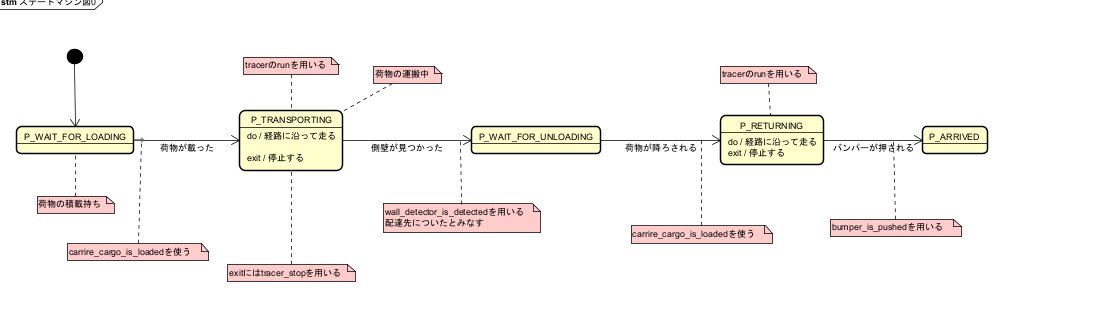 stm ステートマシン図0
tracerのrunを用いる
荷物の運搬中
tracerのrunを用いる
P_WAIT_FOR_LOADING
荷物が載った
P_TRANSPORTING
do / 経路に沿って走る
exit / 停止する
側壁が見つかった
P_WAIT_FOR_UNLOADING
荷物が降ろされる
P_RETURNING
do / 経路に沿って走る
exit / 停止する
バンパーが押される
P_ARRIVED
荷物の積載持ち
wall_detector_is_detectedを用いる
配達先についたとみなす
carrire_cargo_is_loadedを使う
bumper_is_pushedを用いる
carrire_cargo_is_loadedを使う
exitにはtracer_stopを用いる